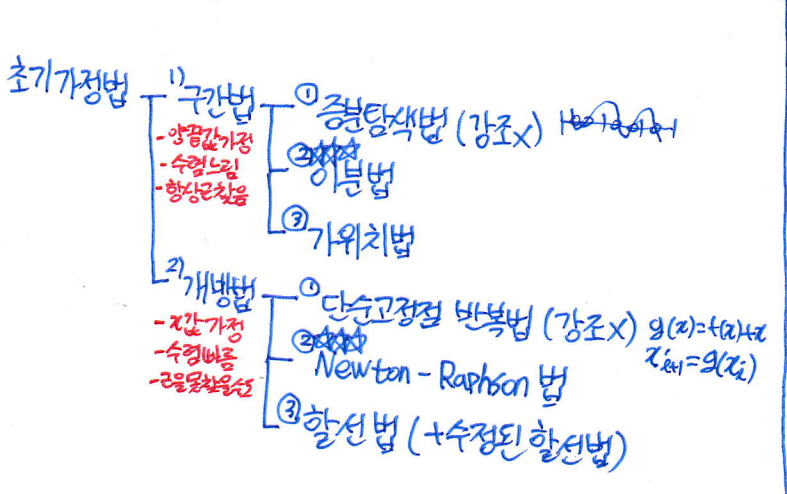 초기가정법
1) 구간법
- 양끝값가정
- 수렴느림
- 항상근찾음
① 증분탐색법 (강조x)
②☆☆☆ 이분법
③ 가위치법
2) 개방법
- x값 가정
- 수렴빠름
- 근을못찾을수도
① 단순고정점 반복법 (강조x) g(x)=f(x)+x
xᵢ₊₁=g(xᵢ)
②☆☆☆ Newton-Raphson 법
③ 할선법 (+수정된 할선법)